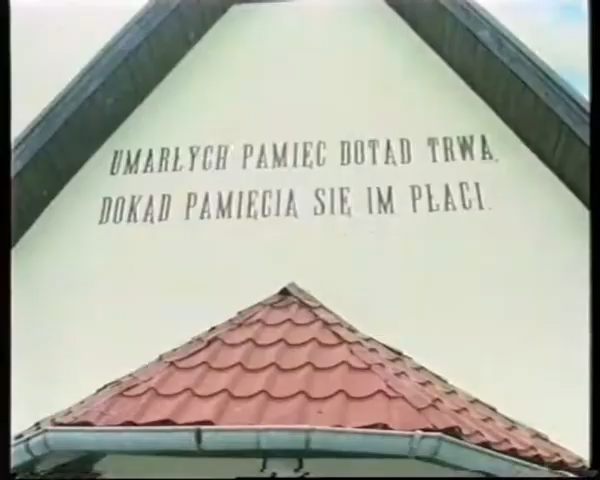 UMARŁYCH PAMIĘĆ DOTĄD TRWA,
DOKĄD PAMIĘCIĄ SIĘ IM PŁACI.